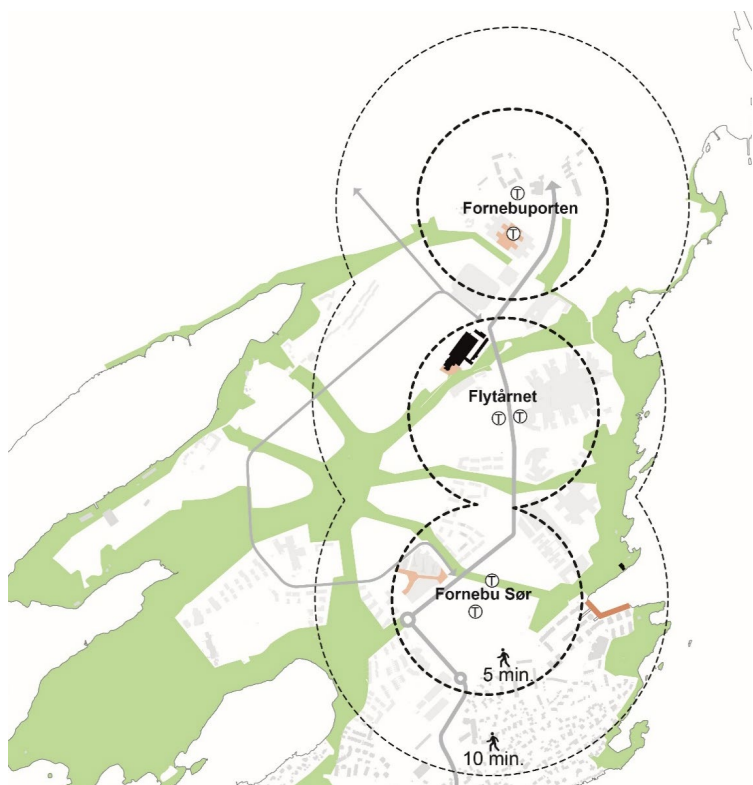 T
Fornebuporten
T
Flytårnet
T T
T
Fornebu Sør
T
5 min.
10 min.